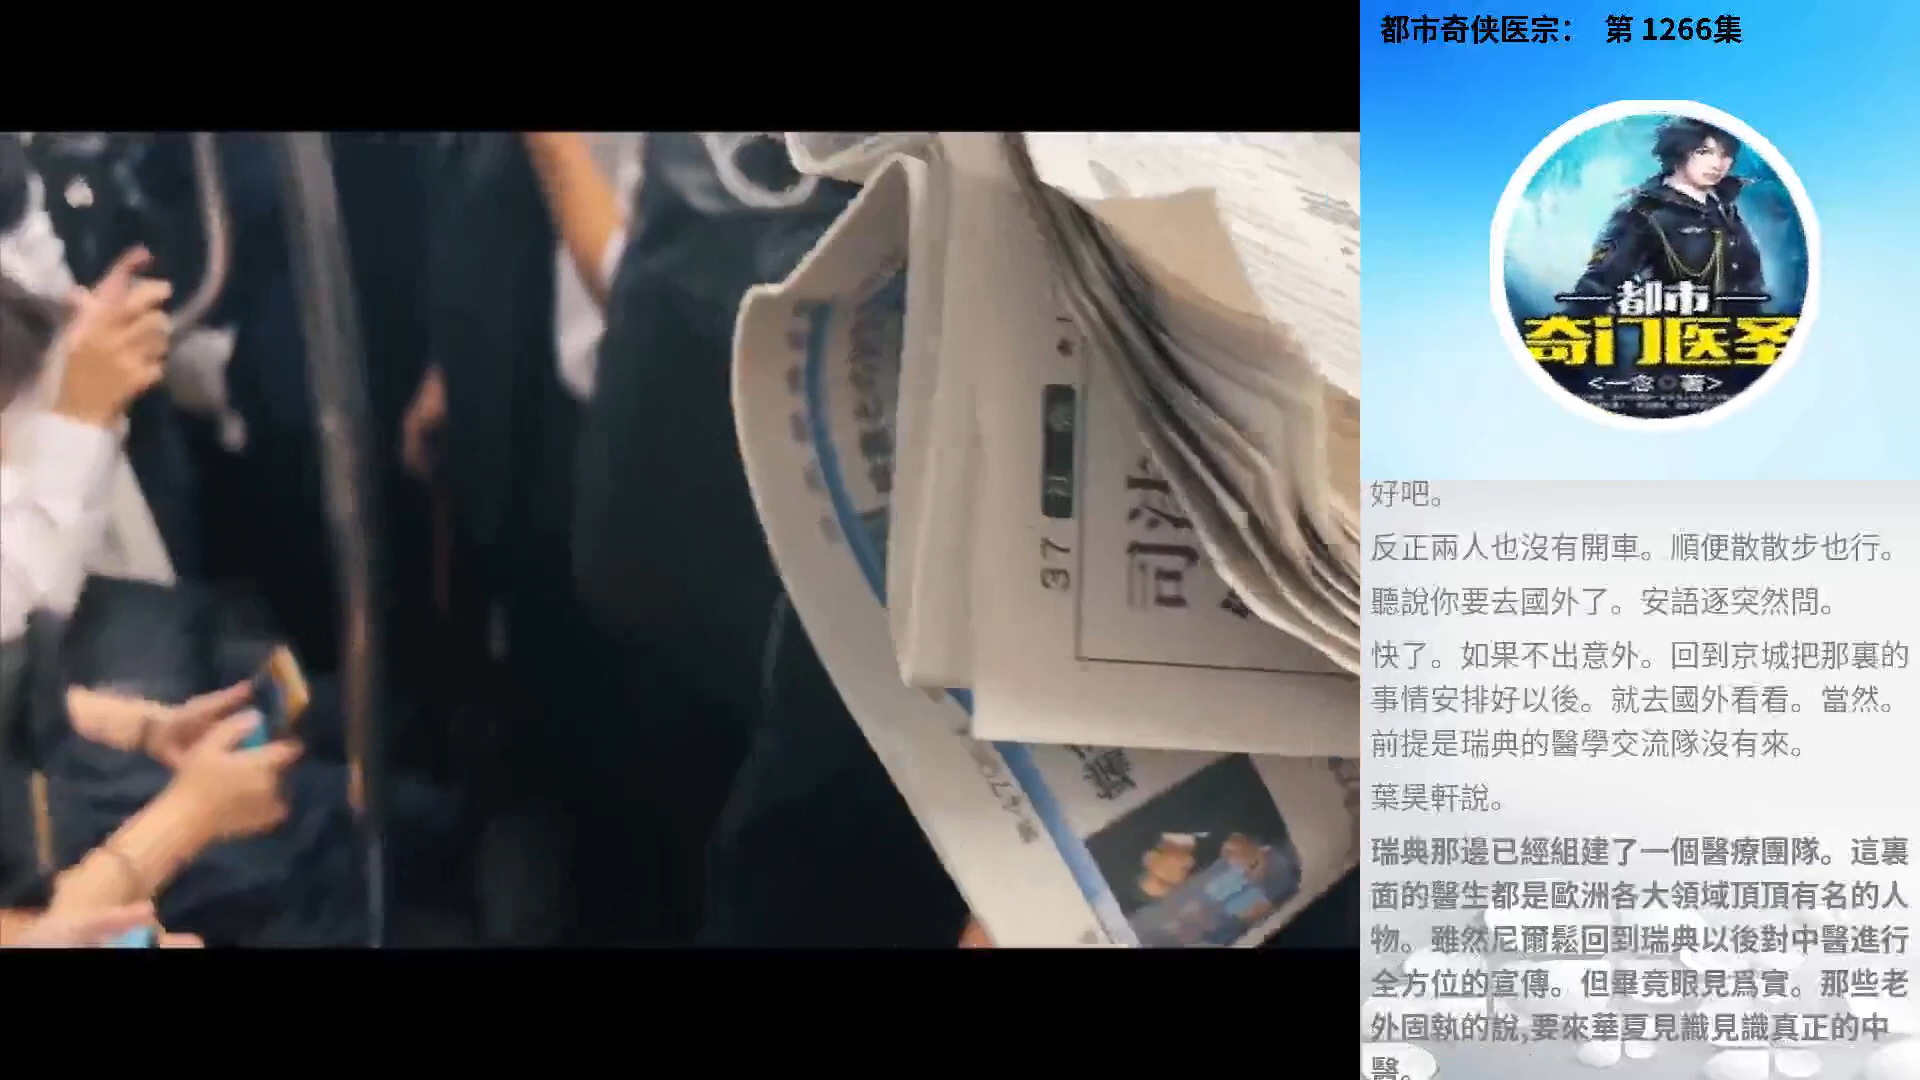 都市奇侠医宗： 第 1266集
都市
奇门医圣
<一念 著>
37
司法
好吧。
反正兩人也沒有開車。順便散散步也行。
聽說你要去國外了。安語逐突然問。
快了。如果不出意外。回到京城把那裏的
事情安排好以後。就去國外看看。當然。
前提是瑞典的醫學交流隊沒有來。
葉昊軒說。
瑞典那邊已經組建了一個醫療團隊。這裏
面的醫生都是歐洲各大領域頂頂有名的人
物。雖然尼爾鬆回到瑞典以後對中醫進行
全方位的宣傳。但畢竟眼見爲實。那些老
外固執的說,要來華夏見識見識真正的中
醫。